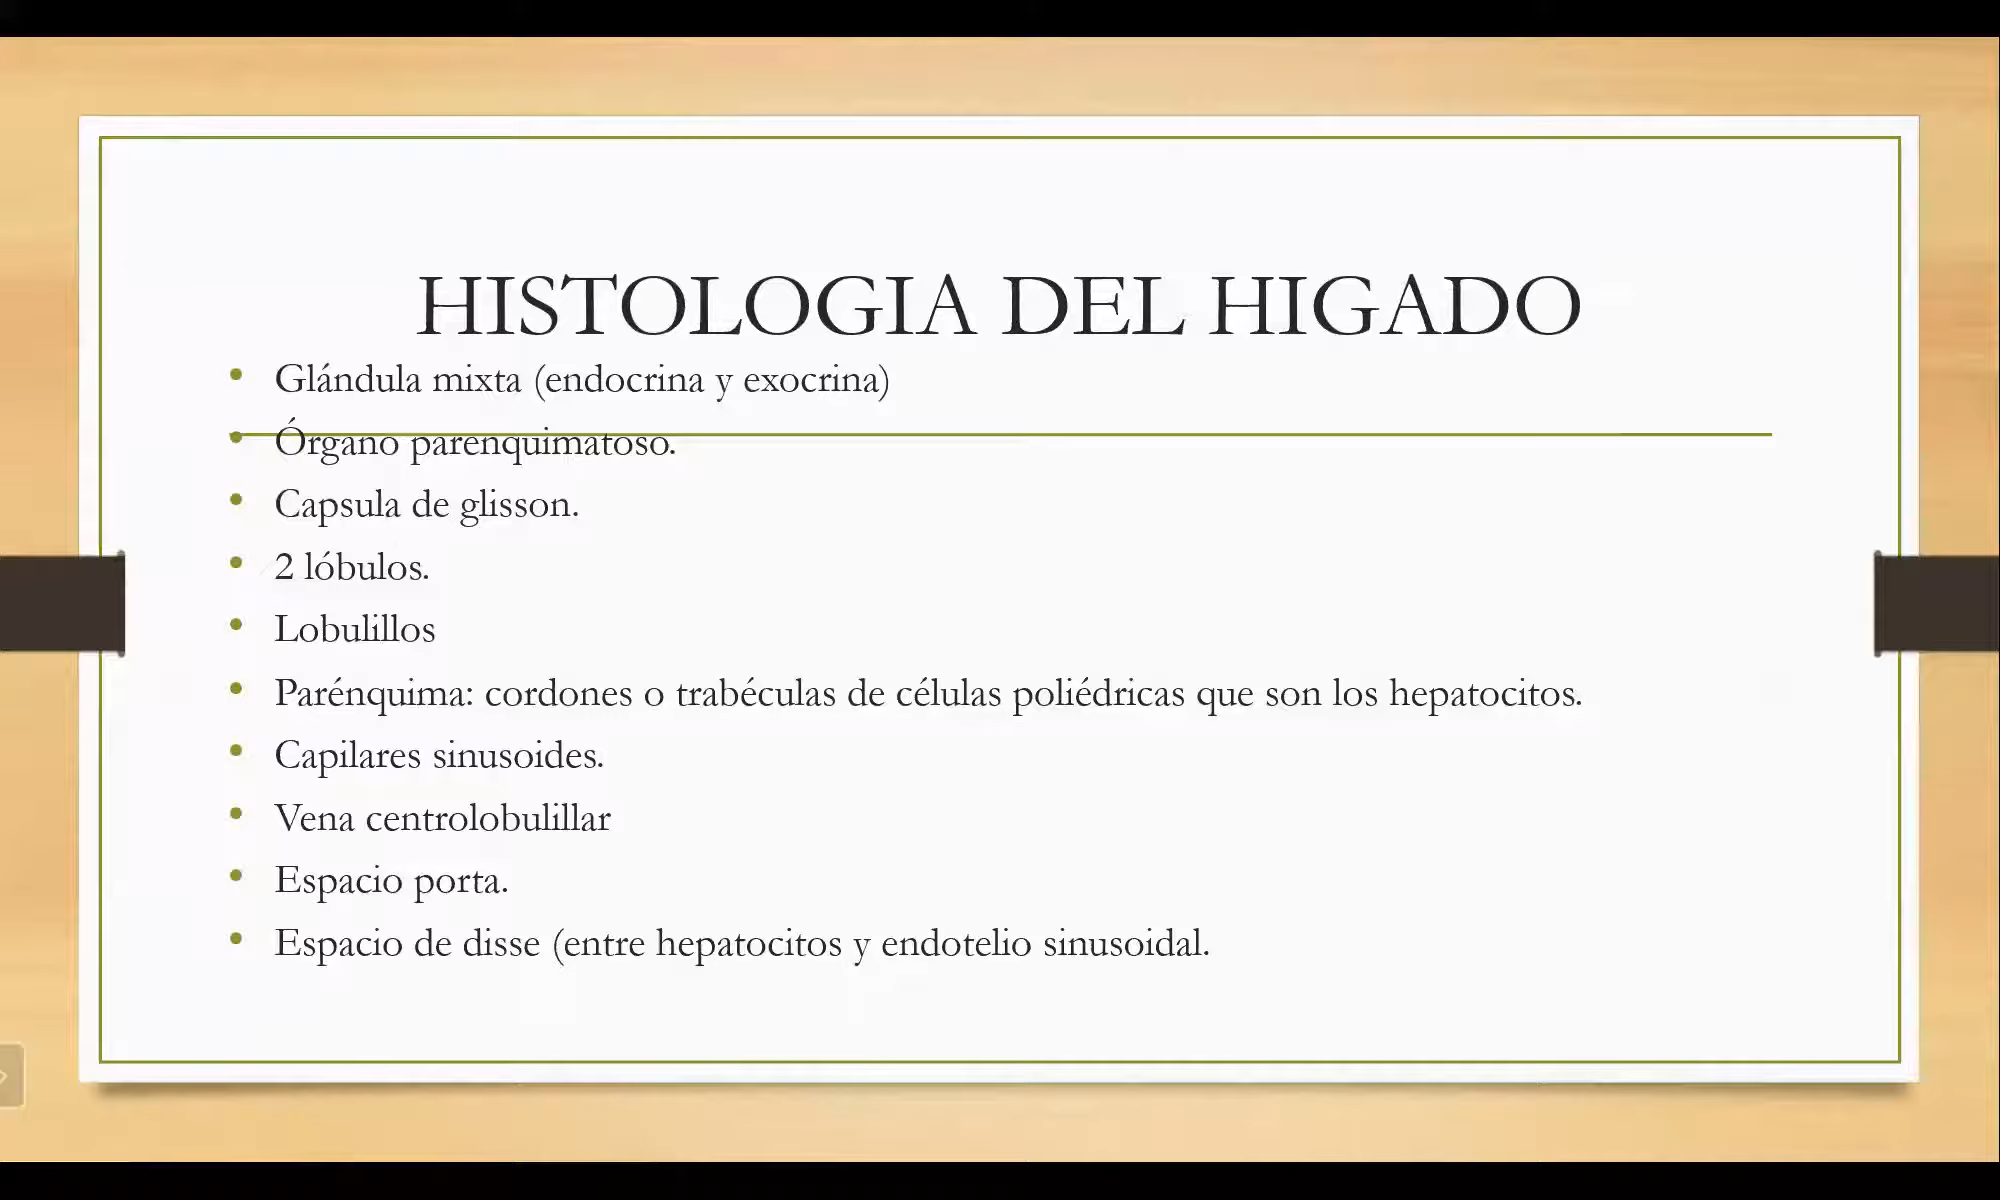 HISTOLOGIA DEL HIGADO
• Glándula mixta (endocrina y exocrina)
• Órgano parenquimatoso.
• Capsula de glisson.
• 2 lóbulos.
• Lobulillos
• Parénquima: cordones o trabéculas de células poliédricas que son los hepatocitos.
• Capilares sinusoides.
• Vena centrolobulillar
• Espacio porta.
• Espacio de disse (entre hepatocitos y endotelio sinusoidal.